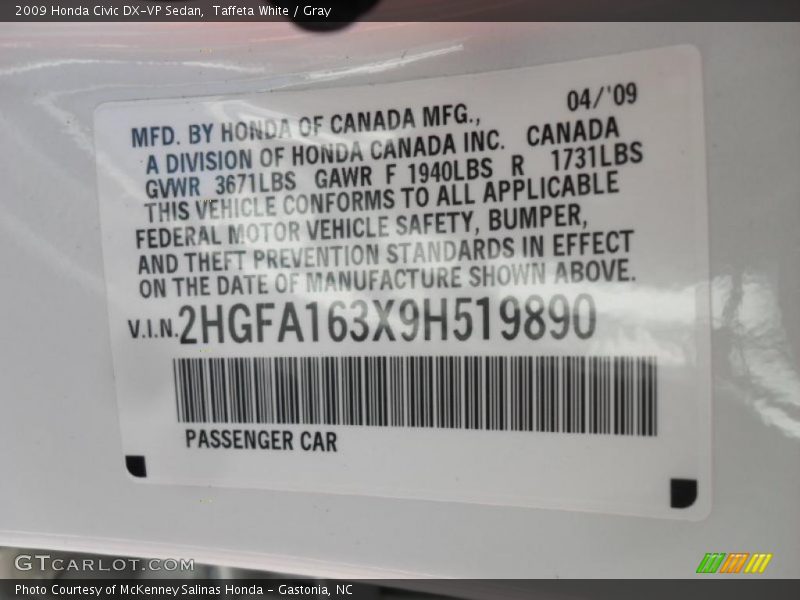 2009 Honda Civic DX-VP Sedan, Taffeta White / Gray
04/'09
MFD. BY HONDA OF CANADA MFG.,
A DIVISION OF HONDA CANADA INC. CANADA
GVWR 3671LBS GAWR F 1940LBS R 1731LBS
THIS VEHICLE CONFORMS TO ALL APPLICABLE
FEDERAL MOTOR VEHICLE SAFETY, BUMPER,
AND THEFT PREVENTION STANDARDS IN EFFECT
ON THE DATE OF MANUFACTURE SHOWN ABOVE.
V.I.N. 2HGFA163X9H519890
PASSENGER CAR
GTCARLOT.COM
Photo Courtesy of McKenney Salinas Honda - Gastonia, NC